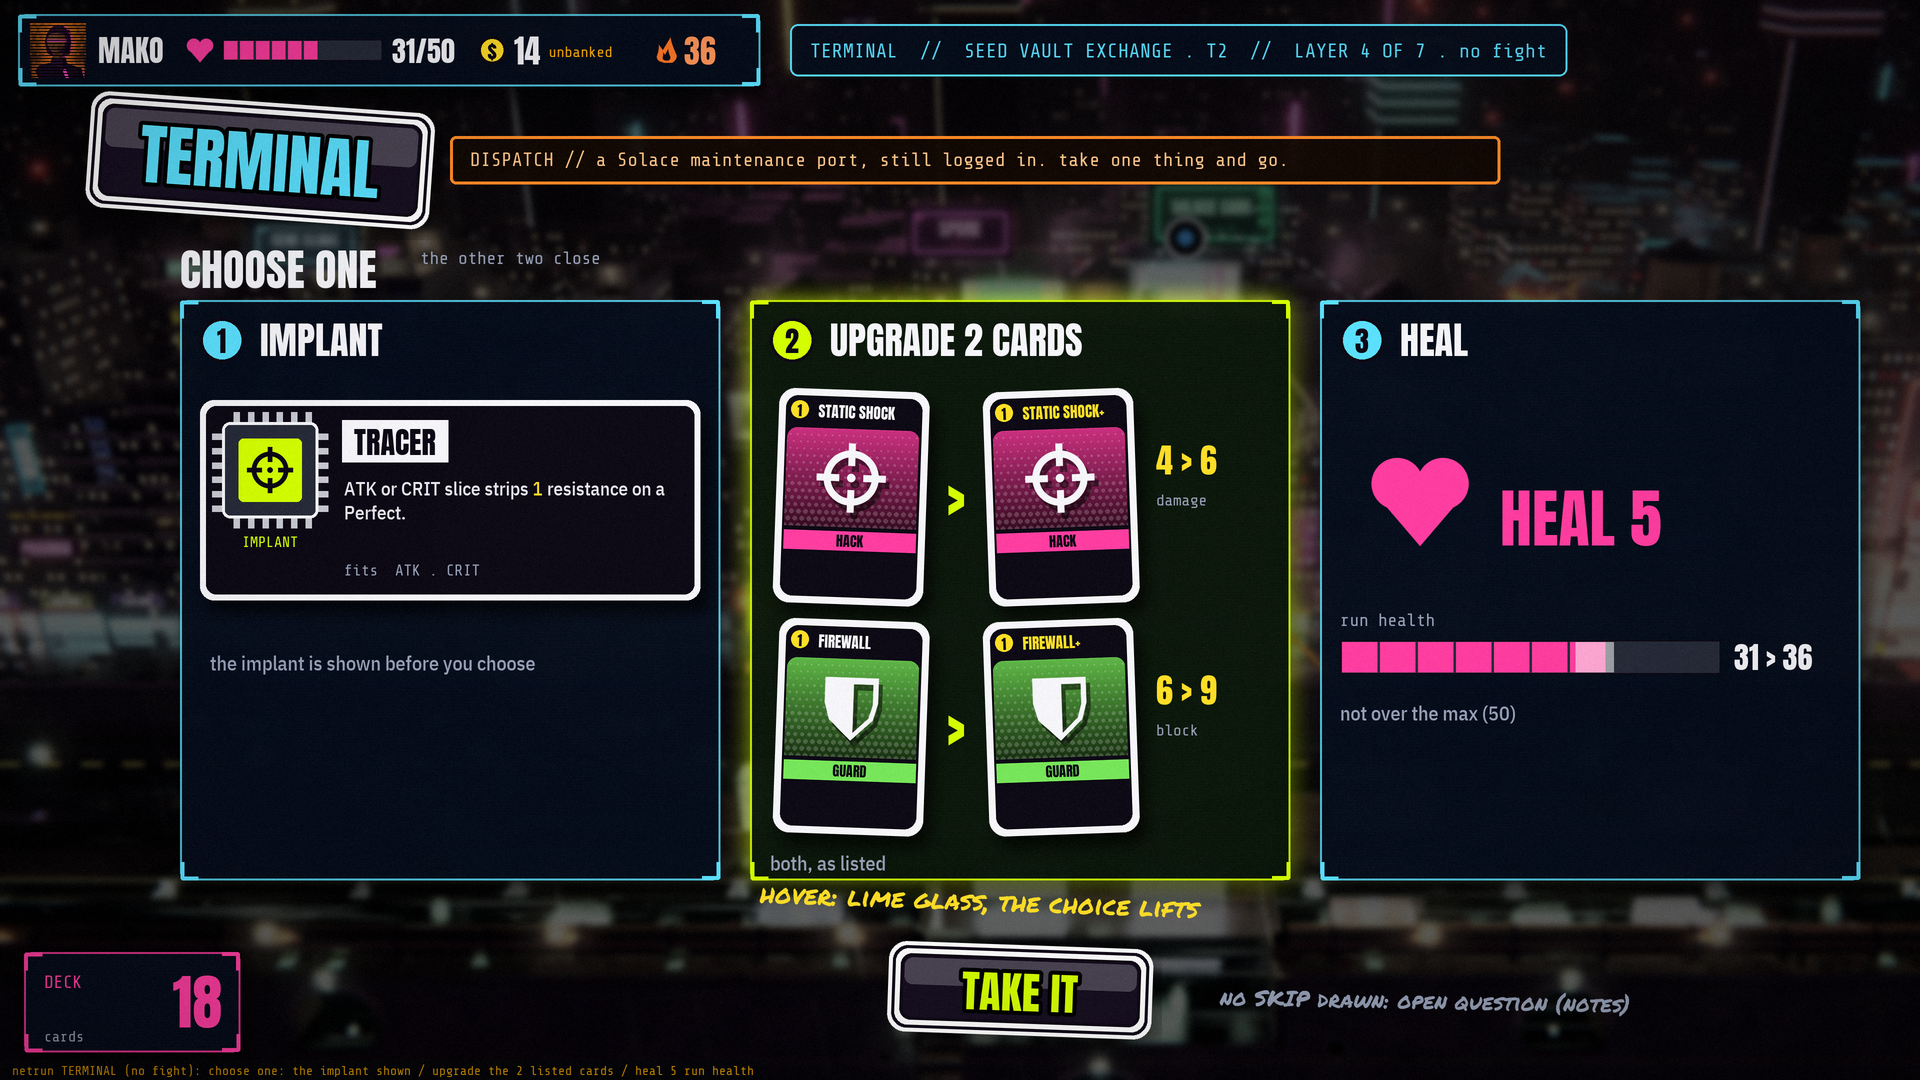 MAKO 31/50 $ 14 unbanked 36
TERMINAL // SEED VAULT EXCHANGE . T2 // LAYER 4 OF 7 . no fight
TERMINAL
DISPATCH // a Solace maintenance port, still logged in. take one thing and go.
CHOOSE ONE
the other two close
1 IMPLANT
TRACER
ATK or CRIT slice strips 1 resistance on a
Perfect.
IMPLANT
fits ATK . CRIT
the implant is shown before you choose
2 UPGRADE 2 CARDS
1 STATIC SHOCK
HACK
>
1 STATIC SHOCK+
HACK
4 > 6
damage
1 FIREWALL
GUARD
>
1 FIREWALL+
GUARD
6 > 9
block
both, as listed
HOVER: LIME GLASS, THE CHOICE LIFTS
3 HEAL
HEAL 5
run health
31 > 36
not over the max (50)
DECK
18
cards
TAKE IT
NO SKIP DRAWN: OPEN QUESTION (NOTES)
netrun TERMINAL (no fight): choose one: the implant shown / upgrade the 2 listed cards / heal 5 run health